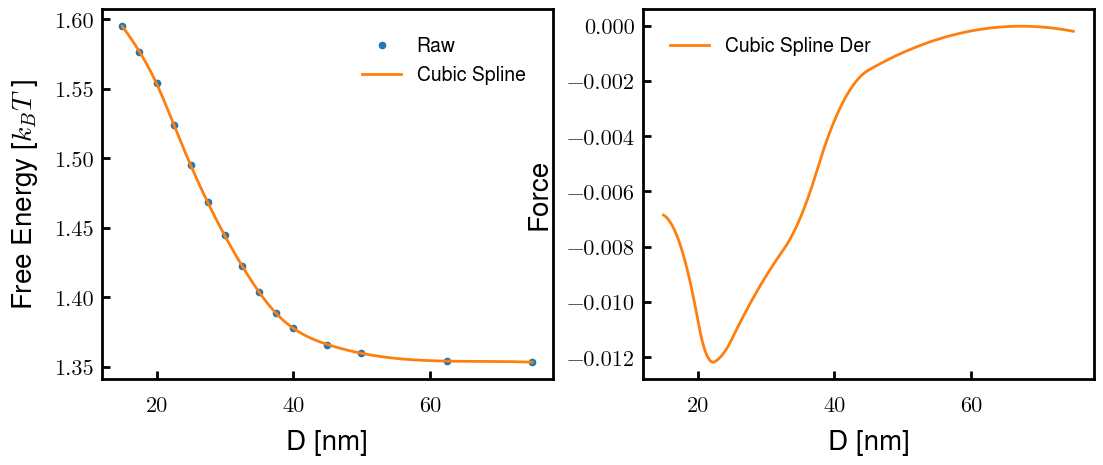 Free Energy [k_B T]
1.60
1.55
1.50
1.45
1.40
1.35
Raw
Cubic Spline
20 40 60
D [nm]
Force
0.000
−0.002
−0.004
−0.006
−0.008
−0.010
−0.012
Cubic Spline Der
20 40 60
D [nm]